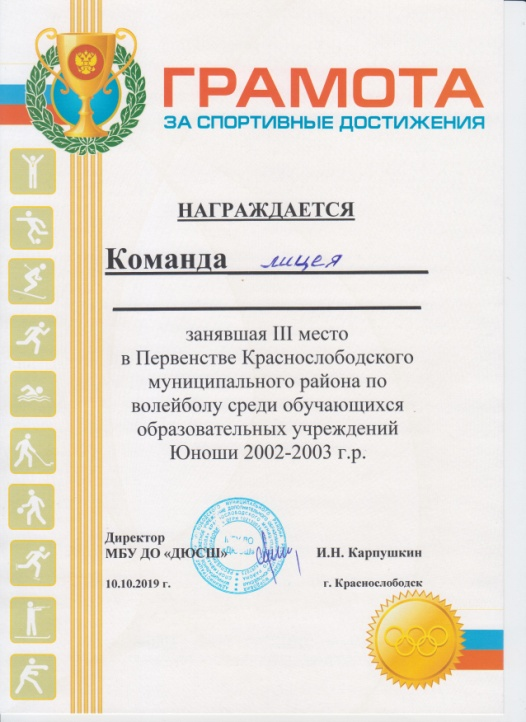 ГРАМОТА
ЗА СПОРТИВНЫЕ ДОСТИЖЕНИЯ
НАГРАЖДАЕТСЯ
Команда лицея
занявшая III место
в Первенстве Краснослободского
муниципального района по
волейболу среди обучающихся
образовательных учреждений
Юноши 2002-2003 г.р.
Директор
МБУ ДО «ДЮСШ» И.Н. Карпушкин
10.10.2019 г. г. Краснослободск